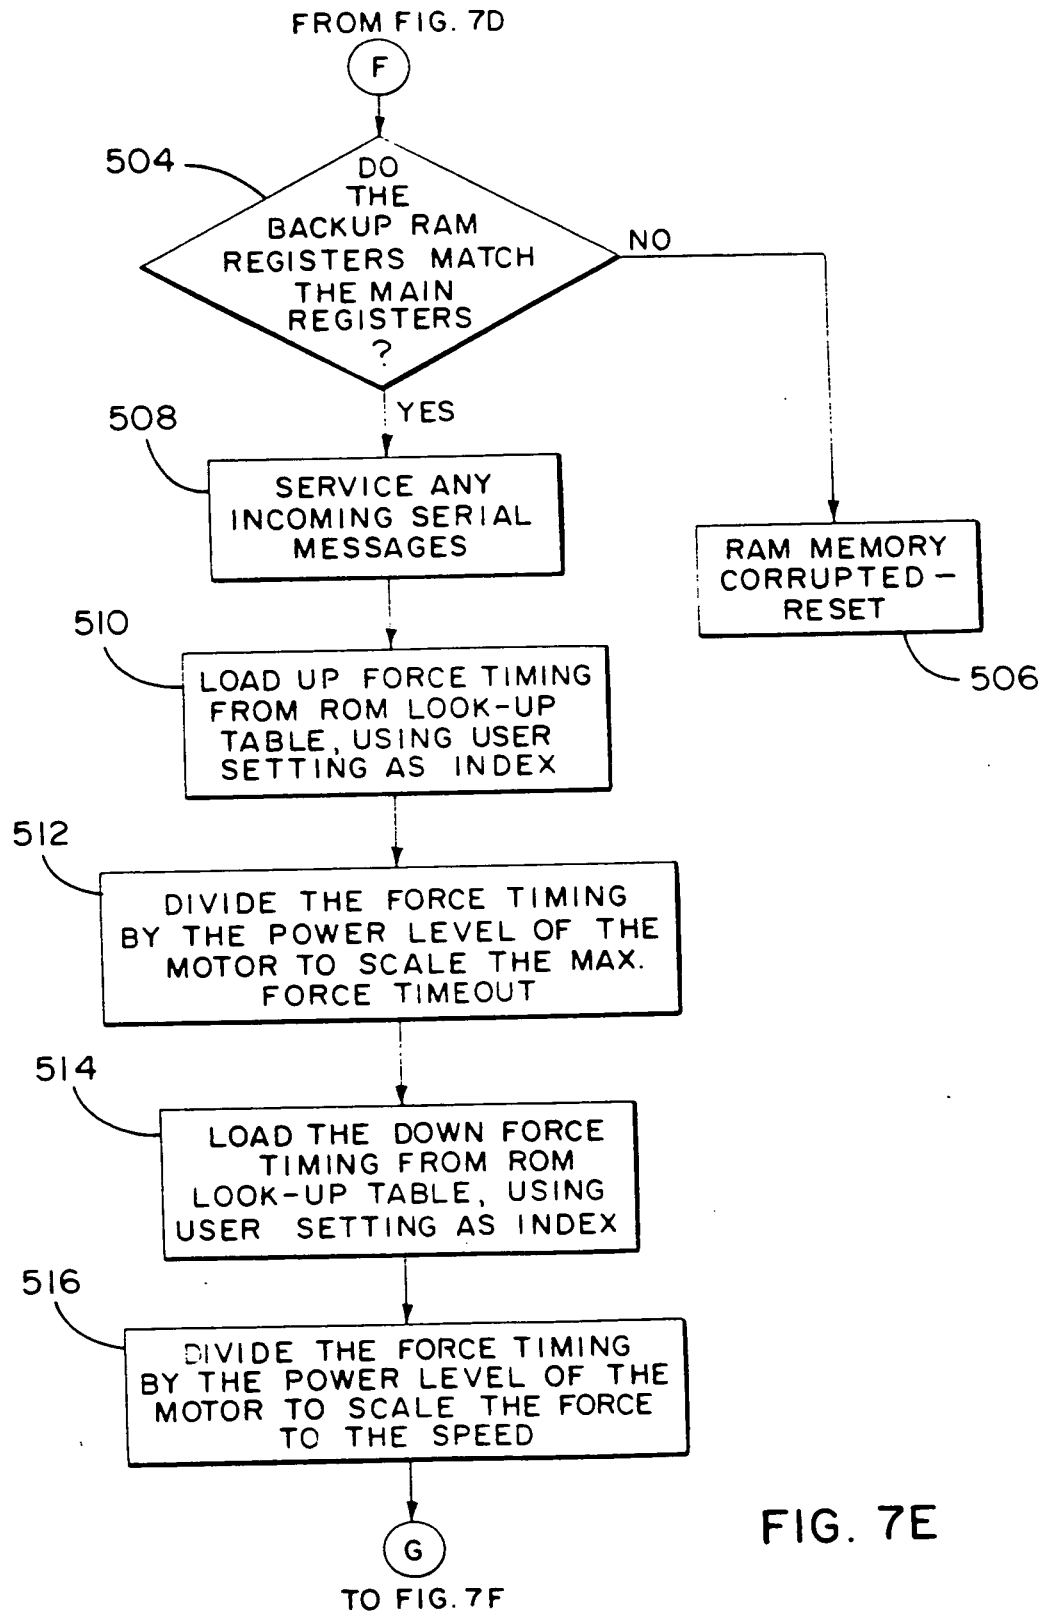 FROM FIG. 7D
F
504
DO
THE
BACKUP RAM
REGISTERS MATCH
THE MAIN
REGISTERS
?
NO
YES
508
SERVICE ANY
INCOMING SERIAL
MESSAGES
RAM MEMORY
CORRUPTED –
RESET
506
510
LOAD UP FORCE TIMING
FROM ROM LOOK-UP
TABLE, USING USER
SETTING AS INDEX
512
DIVIDE THE FORCE TIMING
BY THE POWER LEVEL OF THE
MOTOR TO SCALE THE MAX.
FORCE TIMEOUT
514
LOAD THE DOWN FORCE
TIMING FROM ROM
LOOK-UP TABLE, USING
USER SETTING AS INDEX
516
DIVIDE THE FORCE TIMING
BY THE POWER LEVEL OF THE
MOTOR TO SCALE THE FORCE
TO THE SPEED
G
TO FIG. 7F
FIG. 7E